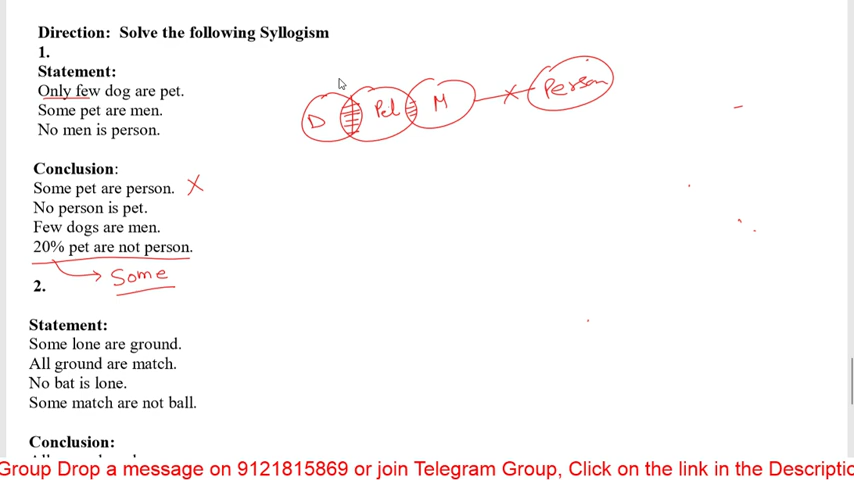 Direction:  Solve the following Syllogism
1.
Statement:
Only few dog are pet.
Some pet are men.
No men is person.
D Pet M Person
Conclusion:
Some pet are person. X
No person is pet.
Few dogs are men.
20% pet are not person.
Some
2.
Statement:
Some lone are ground.
All ground are match.
No bat is lone.
Some match are not ball.
Conclusion:
Group Drop a message on 9121815869 or join Telegram Group, Click on the link in the Descriptio